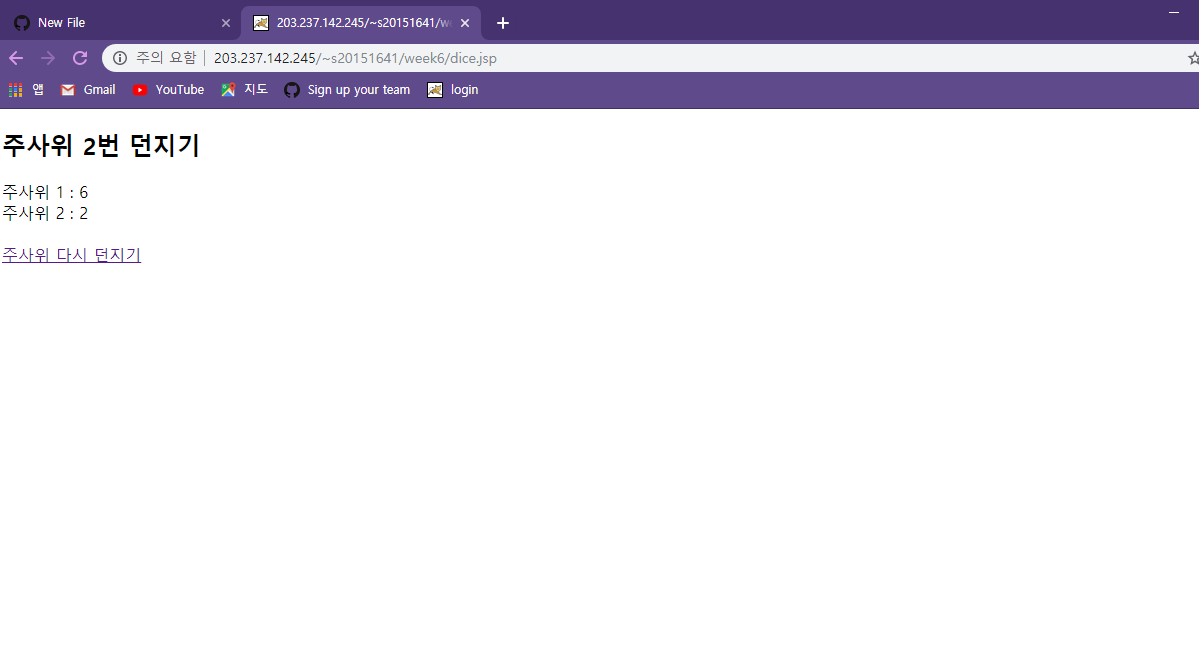 New File
203.237.142.245/~s20151641/w
주의 요함 203.237.142.245/~s20151641/week6/dice.jsp
앱 Gmail YouTube 지도 Sign up your team login
주사위 2번 던지기
주사위 1 : 6
주사위 2 : 2
주사위 다시 던지기